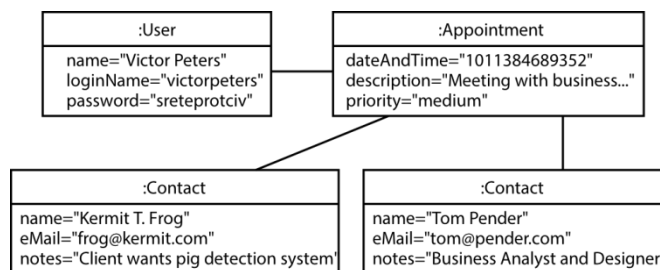 :User
name="Victor Peters"
loginName="victorpeters"
password="sreteprotciv"
:Appointment
dateAndTime="1011384689352"
description="Meeting with business..."
priority="medium"
:Contact
name="Kermit T. Frog"
eMail="frog@kermit.com"
notes="Client wants pig detection system"
:Contact
name="Tom Pender"
eMail="tom@pender.com"
notes="Business Analyst and Designer